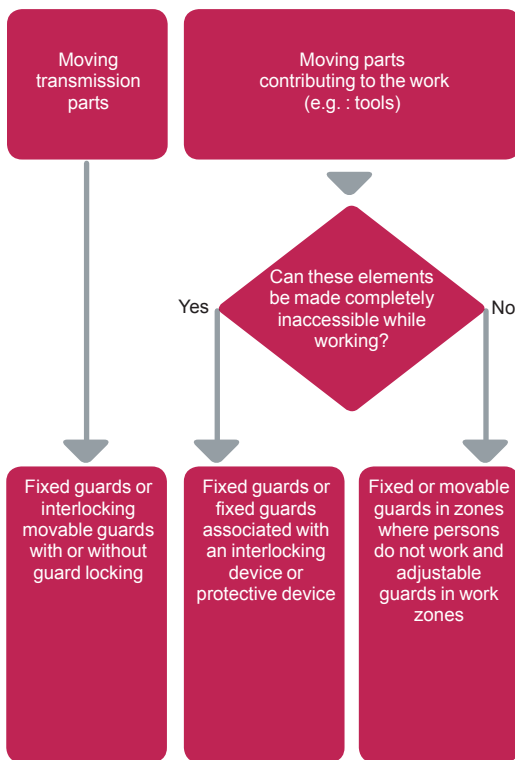 Moving
transmission
parts
Moving parts
contributing to the work
(e.g. : tools)
Can these elements
be made completely
inaccessible while
working?
Yes
No
Fixed guards or
interlocking
movable guards
with or without
guard locking
Fixed guards or
fixed guards
associated with
an interlocking
device or
protective device
Fixed or movable
guards in zones
where persons
do not work and
adjustable
guards in work
zones